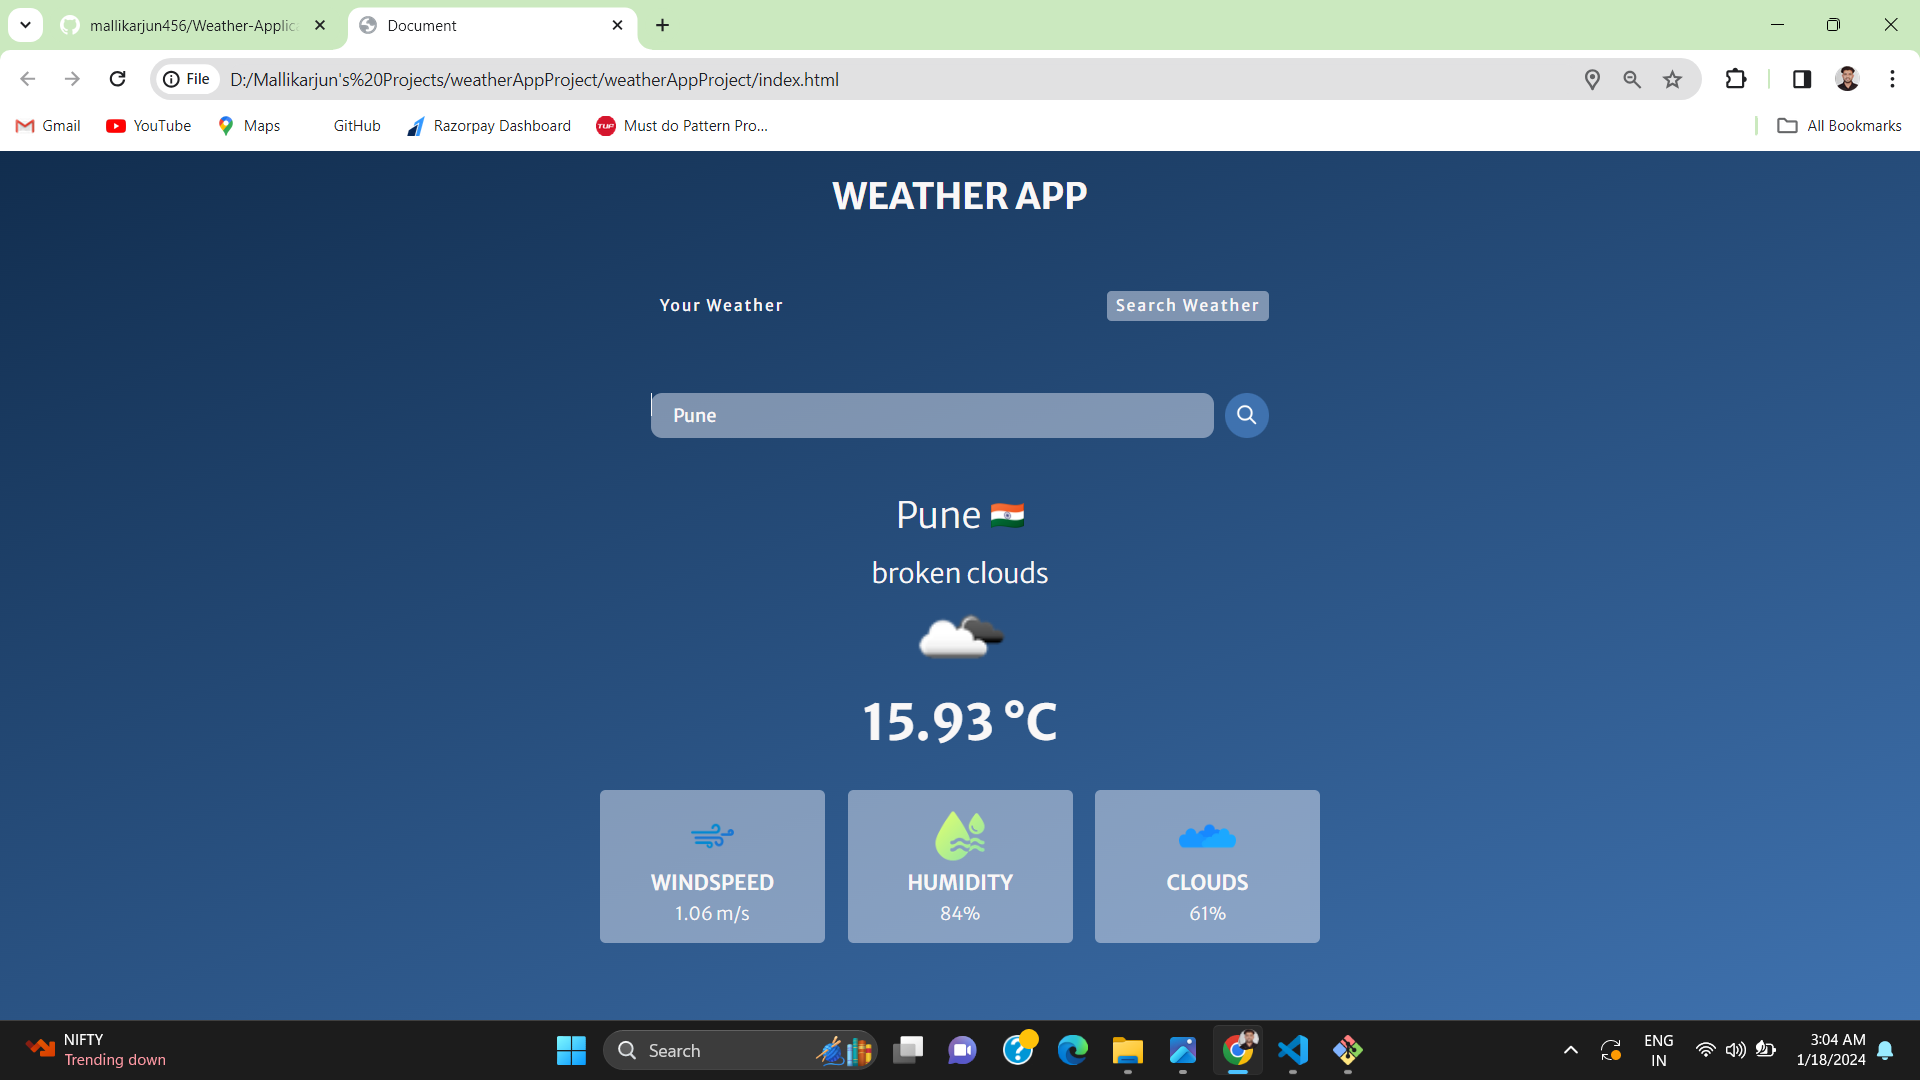 mallikarjun456/Weather-Applica
Document
File
D:/Mallikarjun's%20Projects/weatherAppProject/weatherAppProject/index.html
Gmail
YouTube
Maps
GitHub
Razorpay Dashboard
TUP
Must do Pattern Pro...
All Bookmarks
WEATHER APP
Your Weather
Search Weather
Pune
Pune
broken clouds
15.93 °C
WINDSPEED
1.06 m/s
HUMIDITY
84%
CLOUDS
61%
NIFTY
Trending down
Search
ENG
IN
3:04 AM
1/18/2024